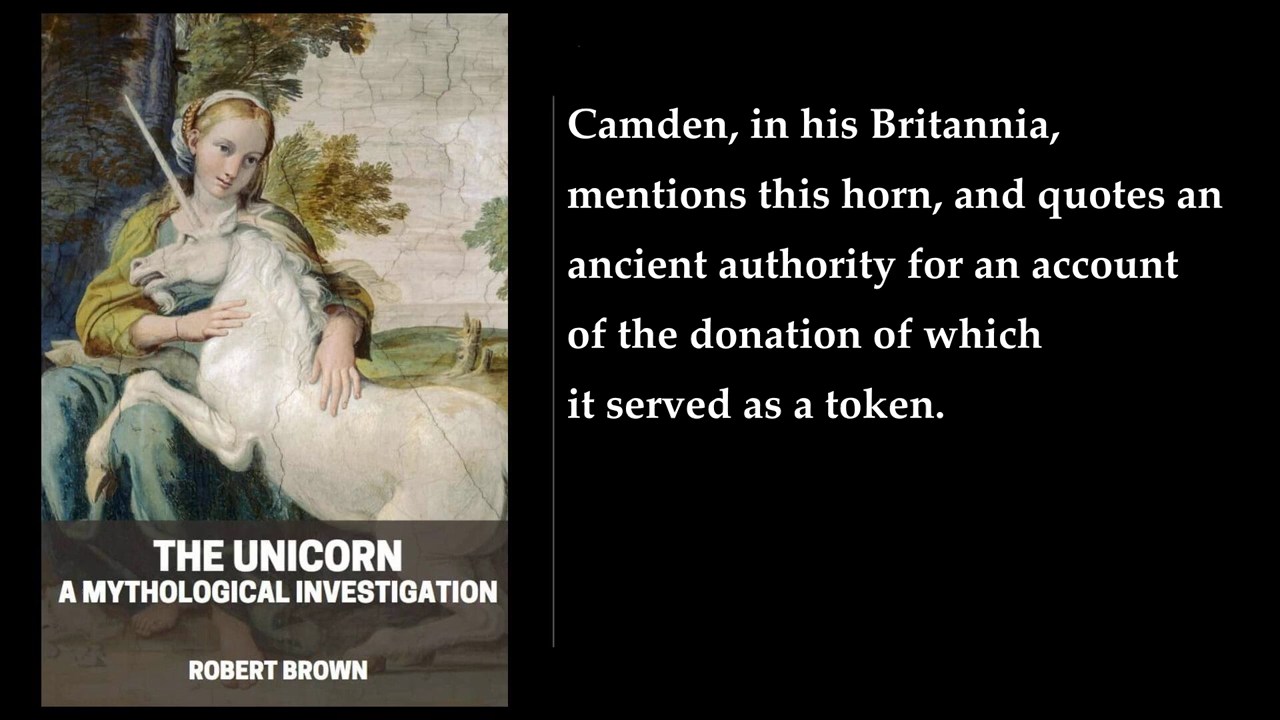 THE UNICORN
A MYTHOLOGICAL INVESTIGATION
ROBERT BROWN
Camden, in his Britannia,
mentions this horn, and quotes an
ancient authority for an account
of the donation of which
it served as a token.